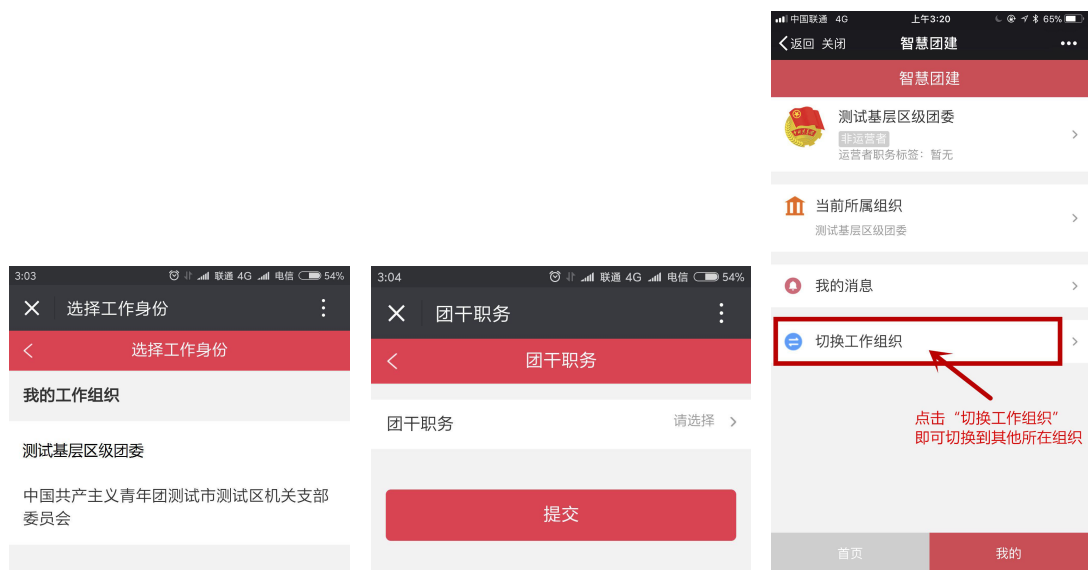 3:03 联通 4G 电信 54%
选择工作身份
选择工作身份
我的工作组织
测试基层区级团委
中国共产主义青年团测试市测试区机关支部
委员会
3:04 联通 4G 电信 54%
团干职务
团干职务
团干职务 请选择
提交
中国联通 4G 上午3:20 65%
返回 关闭 智慧团建
智慧团建
测试基层区级团委
非运营者
运营者职务标签：暂无
当前所属组织
测试基层区级团委
我的消息
切换工作组织
点击“切换工作组织”
即可切换到其他所在组织
首页 我的